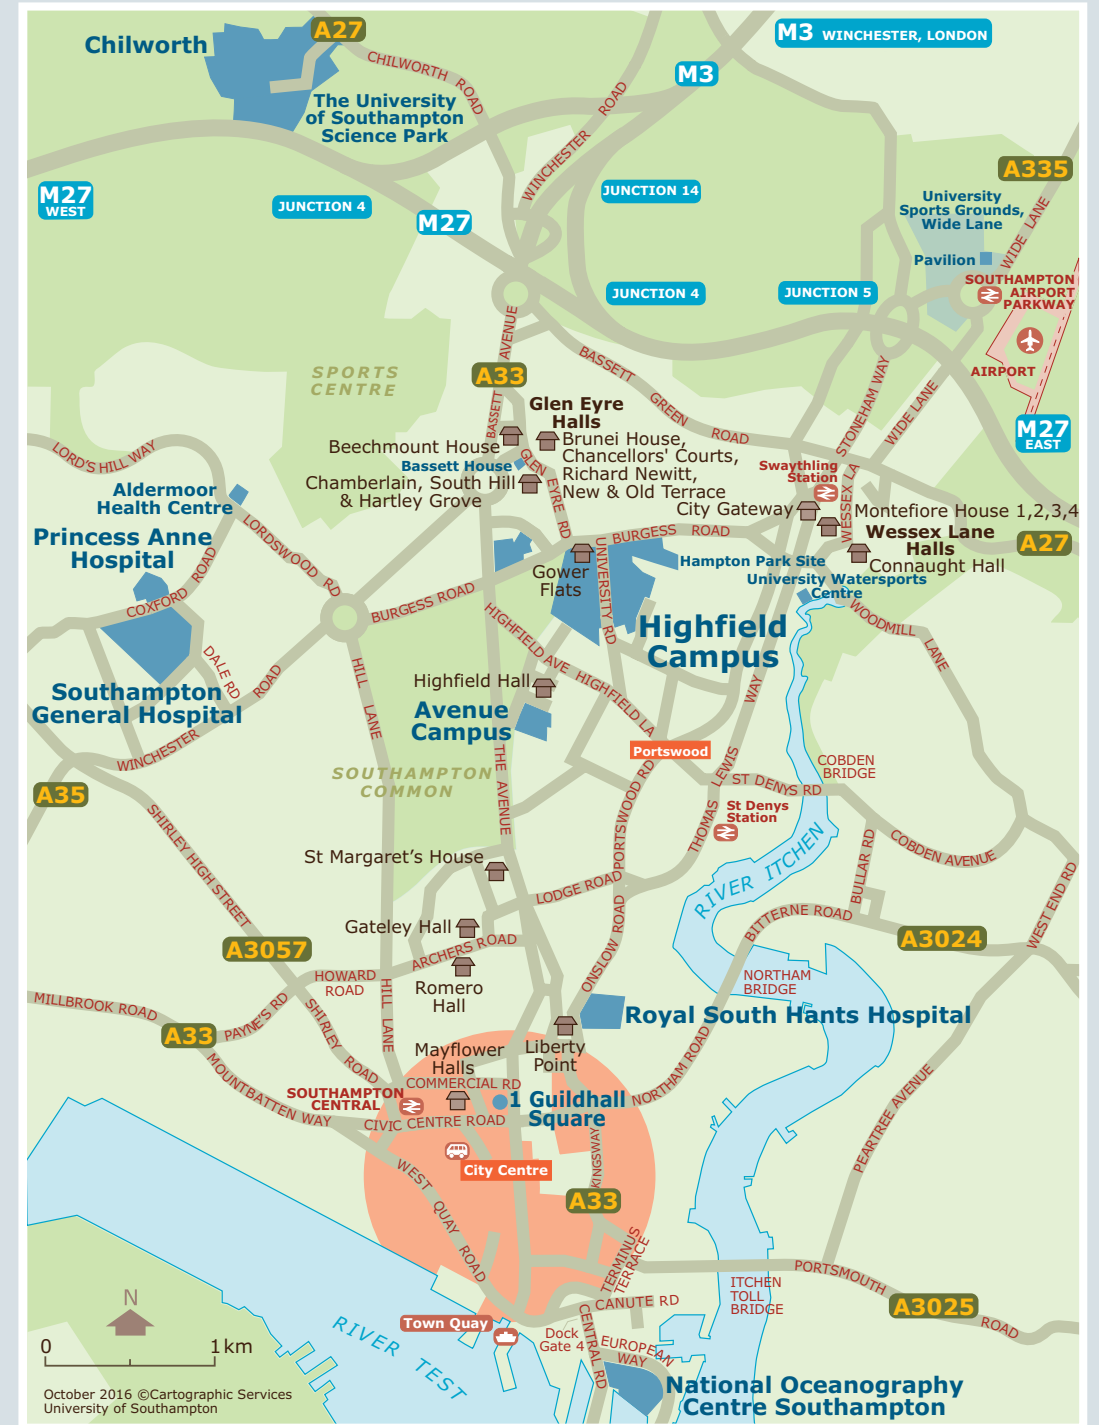 Chilworth
A27
CHILWORTH ROAD
The University
of Southampton
Science Park
M3 WINCHESTER, LONDON
M3
WINCHESTER ROAD
A335
M27
WEST
JUNCTION 4
M27
JUNCTION 14
University
Sports Grounds,
Wide Lane
WIDE LANE
Pavilion
SOUTHAMPTON
AIRPORT
PARKWAY
JUNCTION 4
JUNCTION 5
AIRPORT
BASSETT AVENUE
A33
SPORTS
CENTRE
BASSETT GREEN ROAD
STONEHAM WAY
WIDE LANE
M27
EAST
Glen Eyre
Halls
Beechmount House
Brunei House,
Chancellors' Courts,
Richard Newitt,
New & Old Terrace
Bassett House
GLEN EYRE RD
Chamberlain, South Hill
& Hartley Grove
LORD'S HILL WAY
Aldermoor
Health Centre
LORDSWOOD RD
Swaythling
Station
WESSEX LA
City Gateway
Montefiore House 1,2,3,4
Wessex Lane
Halls
Connaught Hall
A27
Princess Anne
Hospital
COXFORD ROAD
BURGESS ROAD
UNIVERSITY RD
Hampton Park Site
University Watersports
Centre
WOODMILL LANE
Gower
Flats
BURGESS ROAD
HIGHFIELD AVE
HIGHFIELD LA
Highfield
Campus
DALE RD
Southampton
General Hospital
WINCHESTER ROAD
HILL LANE
Highfield Hall
Avenue
Campus
Portswood
THOMAS LEWIS WAY
COBDEN
BRIDGE
ST DENYS RD
St Denys
Station
A35
SOUTHAMPTON
COMMON
THE AVENUE
SHIRLEY HIGH STREET
PORTSWOOD RD
RIVER ITCHEN
BULLAR RD
COBDEN AVENUE
WEST END RD
St Margaret's House
LODGE ROAD
Gateley Hall
ARCHERS ROAD
BITTERNE ROAD
A3024
A3057
HOWARD
ROAD
ONSLOW ROAD
NORTHAM
BRIDGE
Romero
Hall
MILLBROOK ROAD
A33
PAYNE'S RD
SHIRLEY ROAD
HILL LANE
Royal South Hants Hospital
Liberty
Point
Mayflower
Halls
MOUNTBATTEN WAY
SOUTHAMPTON
CENTRAL
COMMERCIAL RD
1 Guildhall
Square
NORTHAM ROAD
CIVIC CENTRE ROAD
KINGSWAY
PEARTREE AVENUE
City Centre
WEST QUAY ROAD
A33
TERMINUS
TERRACE
PORTSMOUTH ROAD
A3025
ITCHEN
TOLL
BRIDGE
CANUTE RD
Town Quay
CENTRAL RD
Dock
Gate 4
EUROPEAN
WAY
RIVER TEST
National Oceanography
Centre Southampton
N
0 1 km
October 2016 ©Cartographic Services
University of Southampton